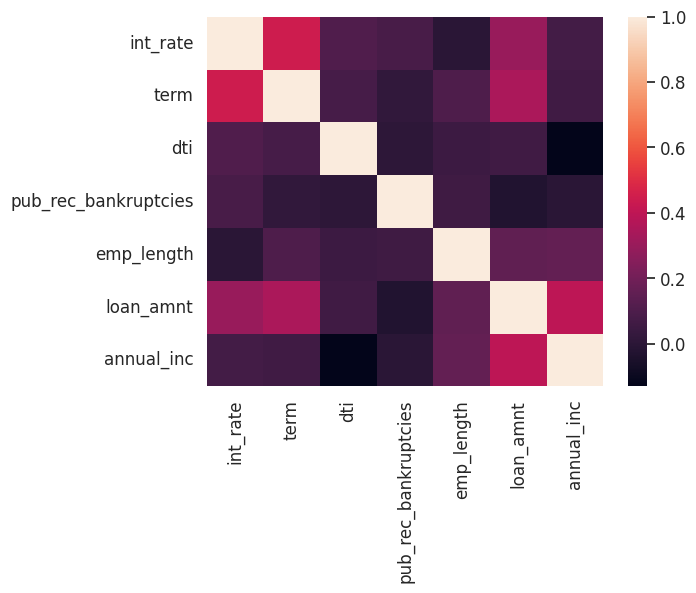 int_rate
term
dti
pub_rec_bankruptcies
emp_length
loan_amnt
annual_inc
int_rate
term
dti
pub_rec_bankruptcies
emp_length
loan_amnt
annual_inc
1.0
0.8
0.6
0.4
0.2
0.0